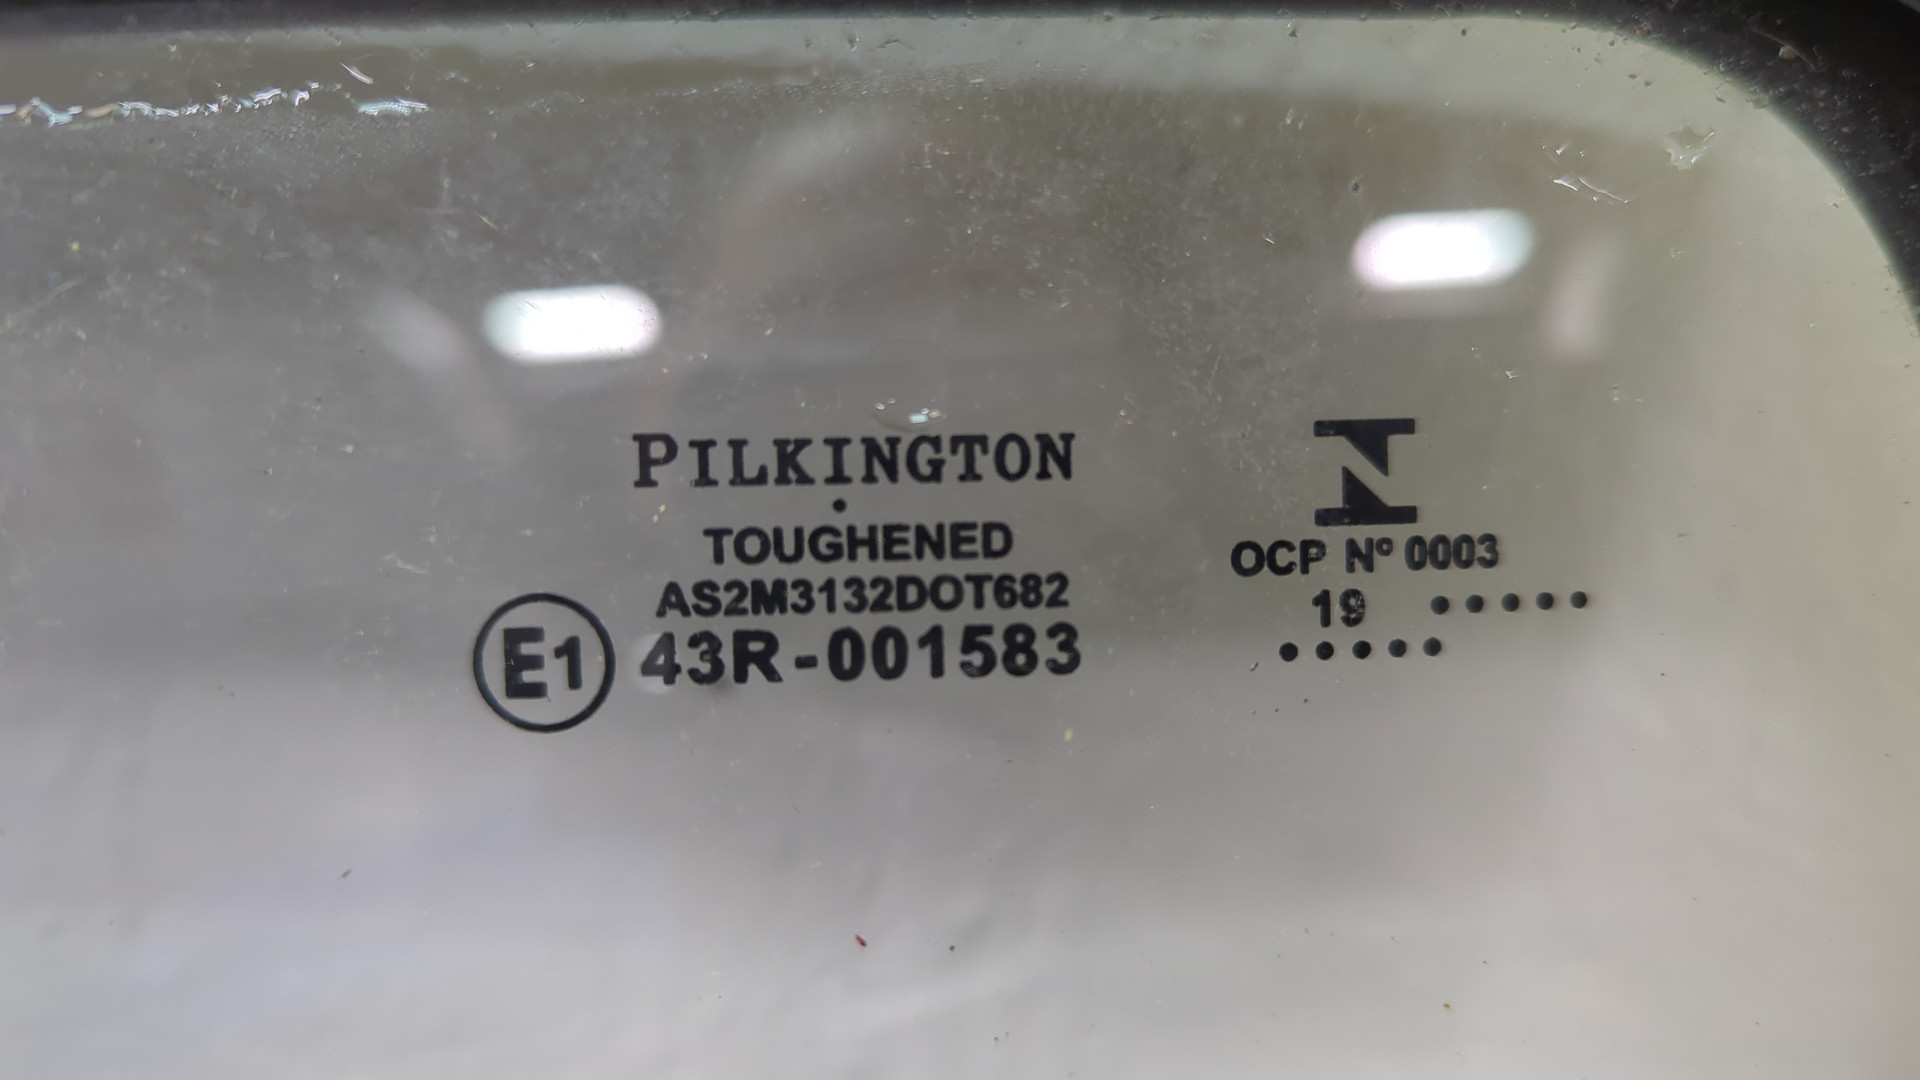 PILKINGTON
TOUGHENED
AS2M3132DOT682
E1 43R-001583
OCP Nº 0003
19 •••••
•••••